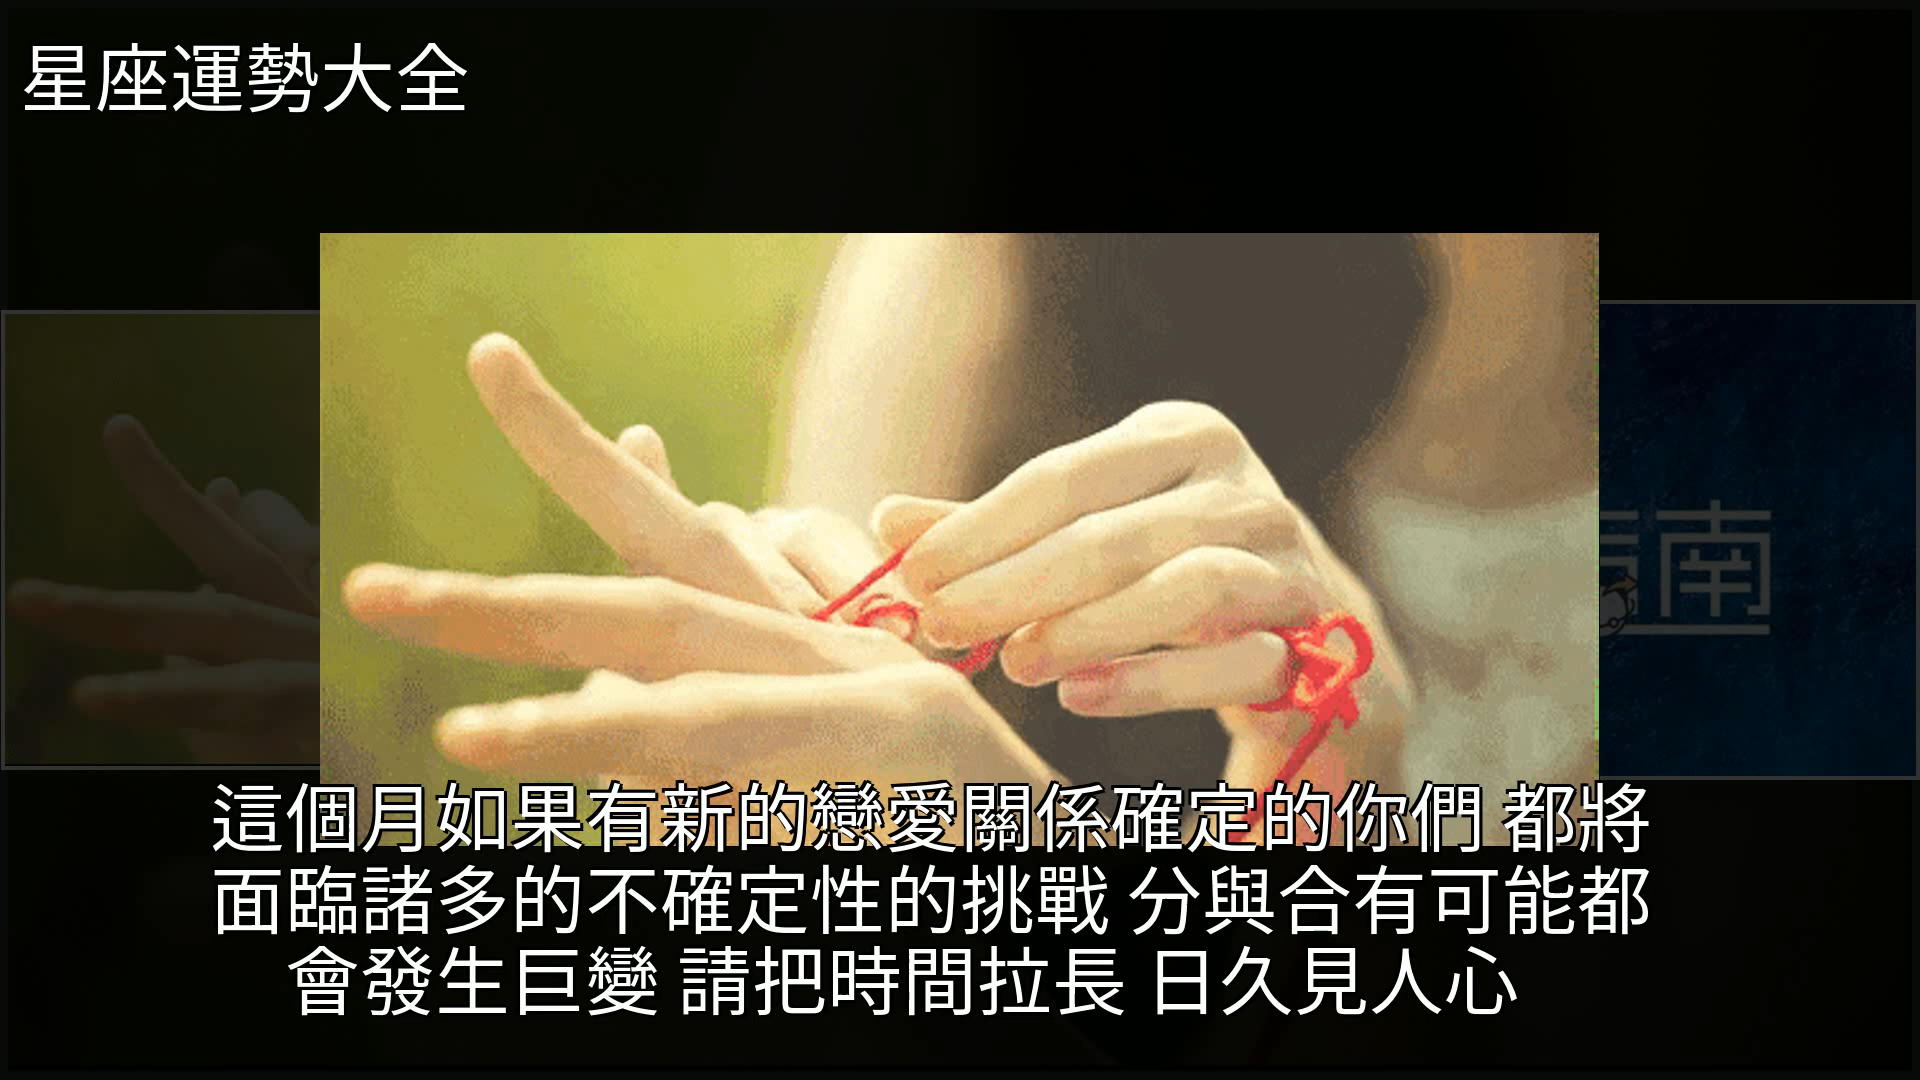 星座運勢大全
南
這個月如果有新的戀愛關係確定的你們 都將
面臨諸多的不確定性的挑戰 分與合有可能都
會發生巨變 請把時間拉長 日久見人心